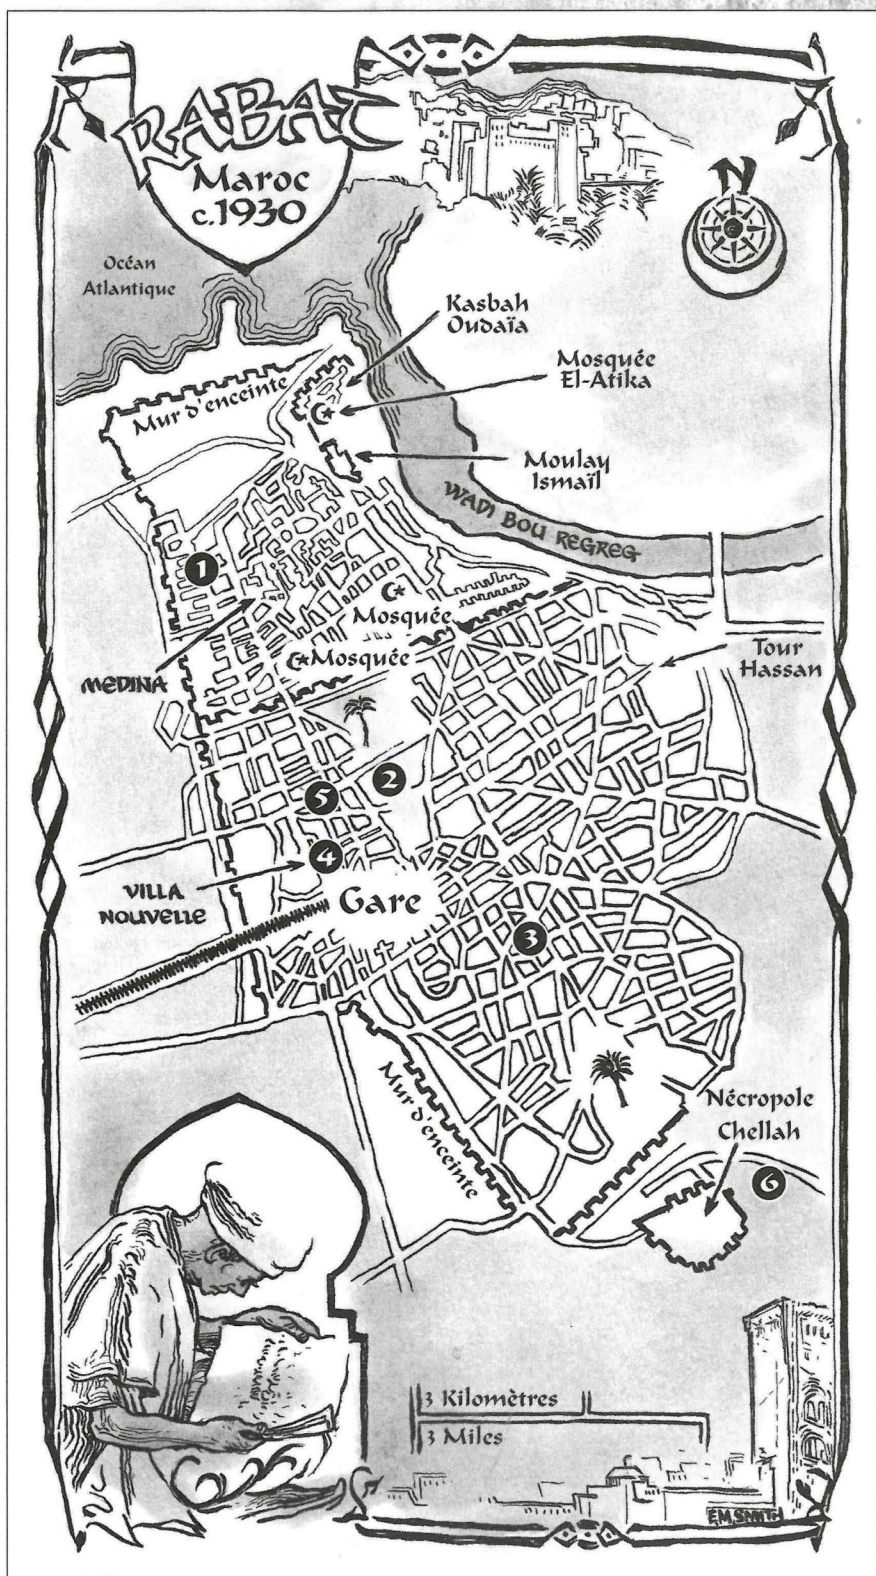 RABAT
Maroc
c.1930
N
Océan
Atlantique
Kasbah
Oudaïa
Mosquée
El-Atika
Mur d'enceinte
Moulay
Ismaïl
WADI BOU REGREG
1
Mosquée
Mosquée
MEDINA
Tour
Hassan
2
5
4
VILLA
NOUVELLE
Gare
3
Mur d'enceinte
Nécropole
Chellah
6
3 Kilomètres
3 Miles
E.M. SMITH